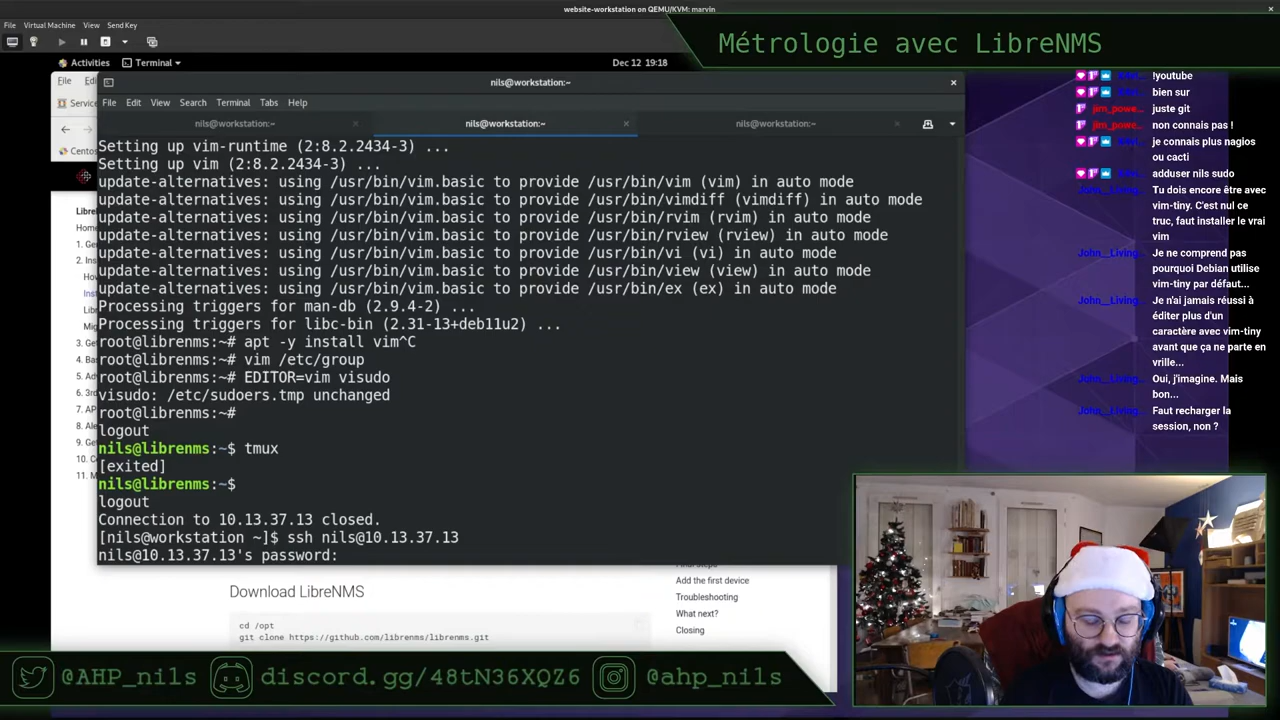 website-workstation on QEMU/KVM: marvin
File Virtual Machine View Send Key
Métrologie avec LibreNMS
Activities Terminal Dec 12 19:18
File
nils@workstation:~
File Edit View Search Terminal Tabs Help
nils@workstation:~ nils@workstation:~ nils@workstation:~
Setting up vim-runtime (2:8.2.2434-3) ...
Setting up vim (2:8.2.2434-3) ...
update-alternatives: using /usr/bin/vim.basic to provide /usr/bin/vim (vim) in auto mode
update-alternatives: using /usr/bin/vim.basic to provide /usr/bin/vimdiff (vimdiff) in auto mode
update-alternatives: using /usr/bin/vim.basic to provide /usr/bin/rvim (rvim) in auto mode
update-alternatives: using /usr/bin/vim.basic to provide /usr/bin/rview (rview) in auto mode
update-alternatives: using /usr/bin/vim.basic to provide /usr/bin/vi (vi) in auto mode
update-alternatives: using /usr/bin/vim.basic to provide /usr/bin/view (view) in auto mode
update-alternatives: using /usr/bin/vim.basic to provide /usr/bin/ex (ex) in auto mode
Processing triggers for man-db (2.9.4-2) ...
Processing triggers for libc-bin (2.31-13+deb11u2) ...
root@librenms:~# apt -y install vim^C
root@librenms:~# vim /etc/group
root@librenms:~# EDITOR=vim visudo
visudo: /etc/sudoers.tmp unchanged
root@librenms:~#
logout
nils@librenms:~$ tmux
[exited]
nils@librenms:~$
logout
Connection to 10.13.37.13 closed.
[nils@workstation ~]$ ssh nils@10.13.37.13
nils@10.13.37.13's password:
Download LibreNMS
cd /opt
git clone https://github.com/librenms/librenms.git
Add the first device
Troubleshooting
What next?
Closing
!youtube
bien sur
jim_powe... juste git
jim_powe... non connais pas !
je connais plus nagios
ou cacti
adduser nils sudo
John_Living... Tu dois encore être avec
vim-tiny. C'est nul ce
truc, faut installer le vrai
vim
John_Living... Je ne comprend pas
pourquoi Debian utilise
vim-tiny par défaut...
John_Living... Je n'ai jamais réussi à
éditer plus d'un
caractère avec vim-tiny
avant que ça ne parte en
vrille...
John_Living... Oui, j'imagine. Mais
bon...
John_Living... Faut recharger la
session, non ?
@AHP_nils discord.gg/48tN36XQZ6 @ahp_nils